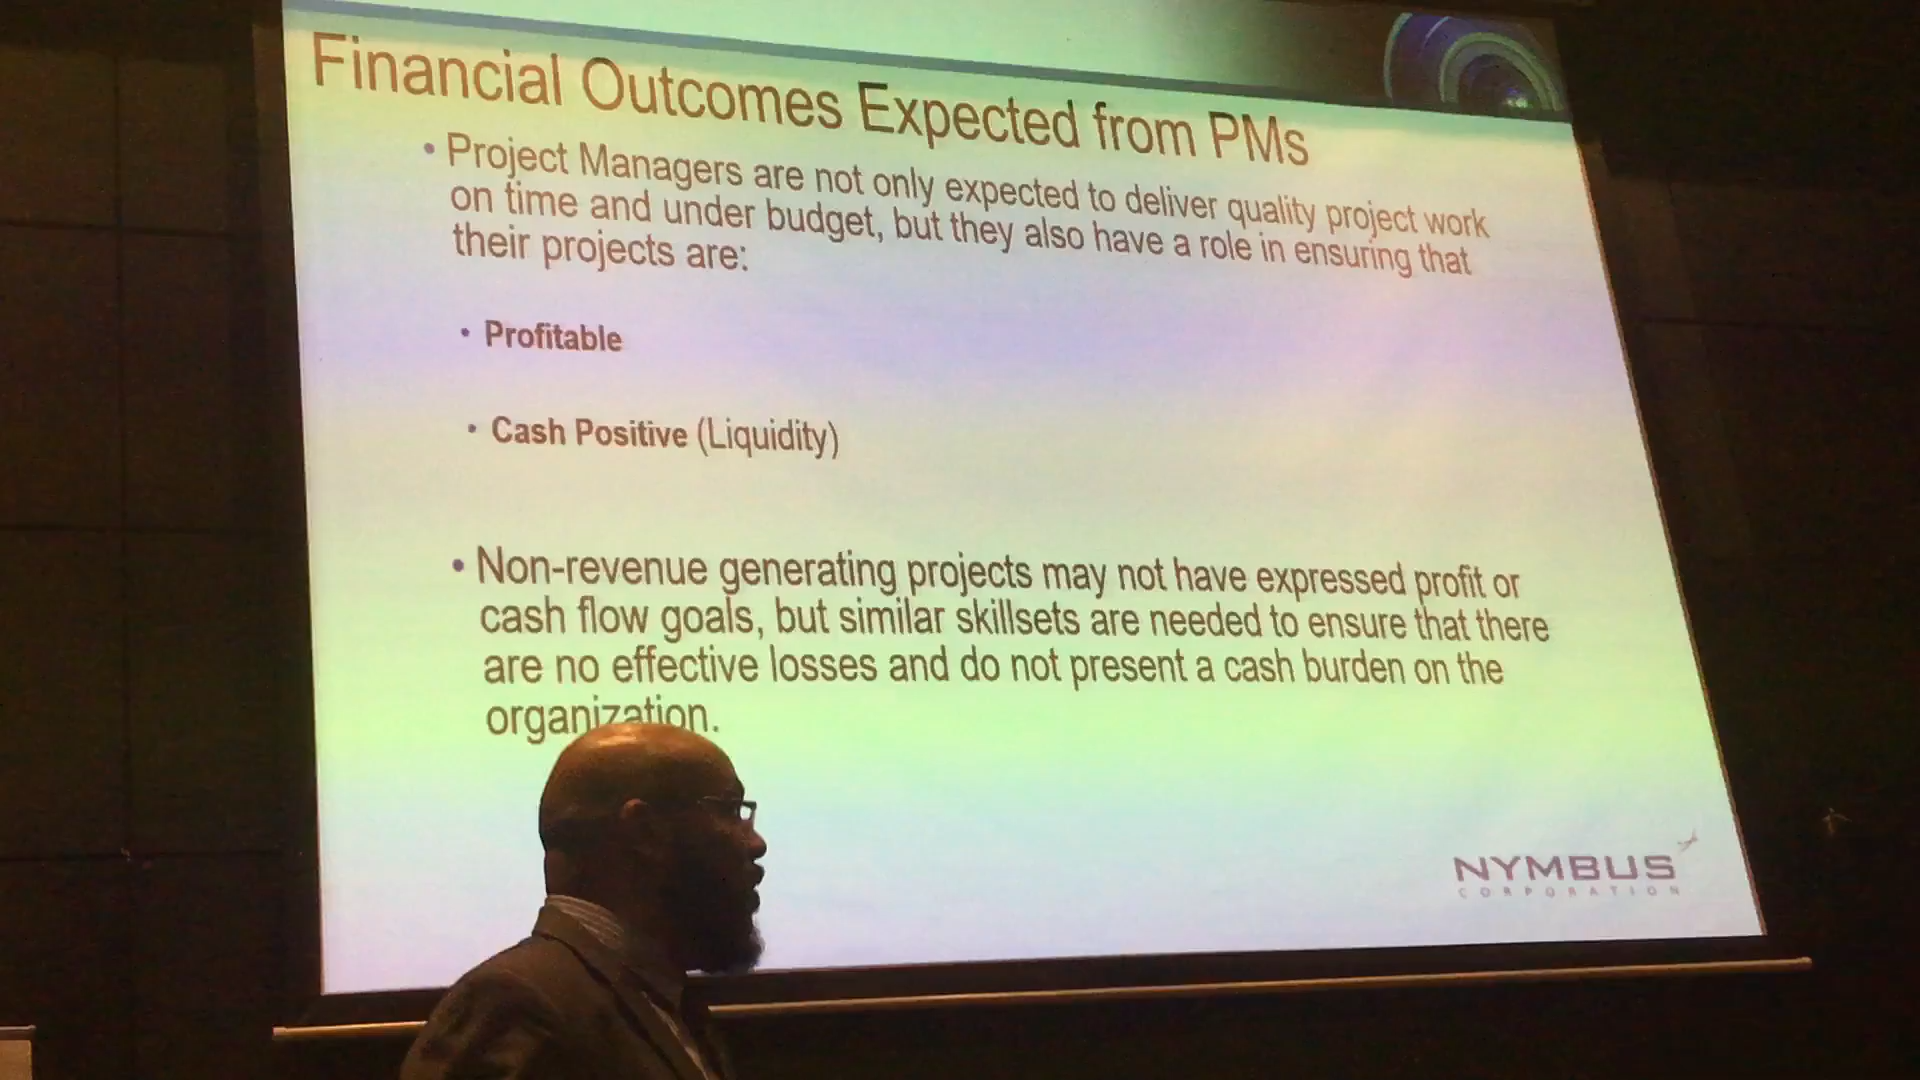 Financial Outcomes Expected from PMs
• Project Managers are not only expected to deliver quality project work
on time and under budget, but they also have a role in ensuring that
their projects are:
• Profitable
• Cash Positive (Liquidity)
• Non-revenue generating projects may not have expressed profit or
cash flow goals, but similar skillsets are needed to ensure that there
are no effective losses and do not present a cash burden on the
organization.
NYMBUS
CORPORATION